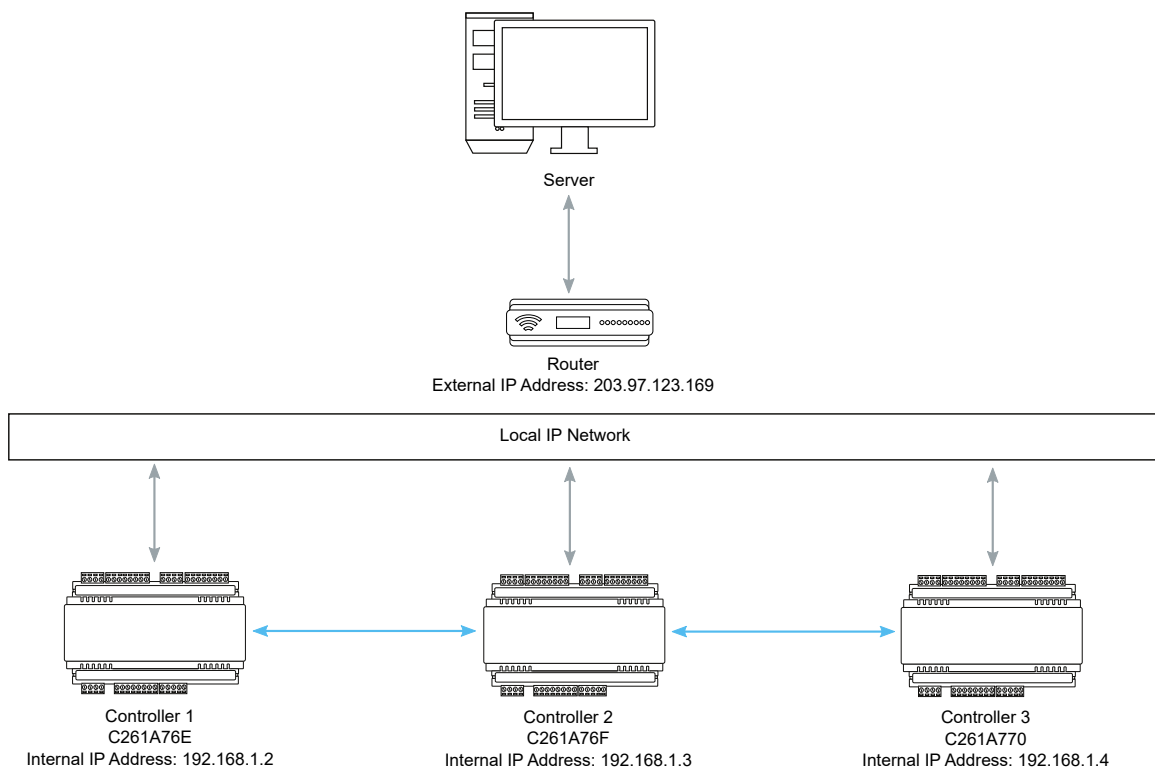 Server
Router
External IP Address: 203.97.123.169
Local IP Network
Controller 1
C261A76E
Internal IP Address: 192.168.1.2
Controller 2
C261A76F
Internal IP Address: 192.168.1.3
Controller 3
C261A770
Internal IP Address: 192.168.1.4